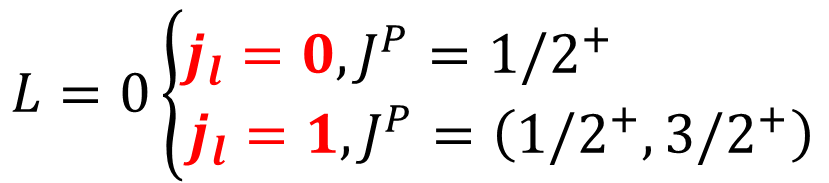 L = 0 { j_l = 0, J^P = 1/2^+
j_l = 1, J^P = (1/2^+, 3/2^+)